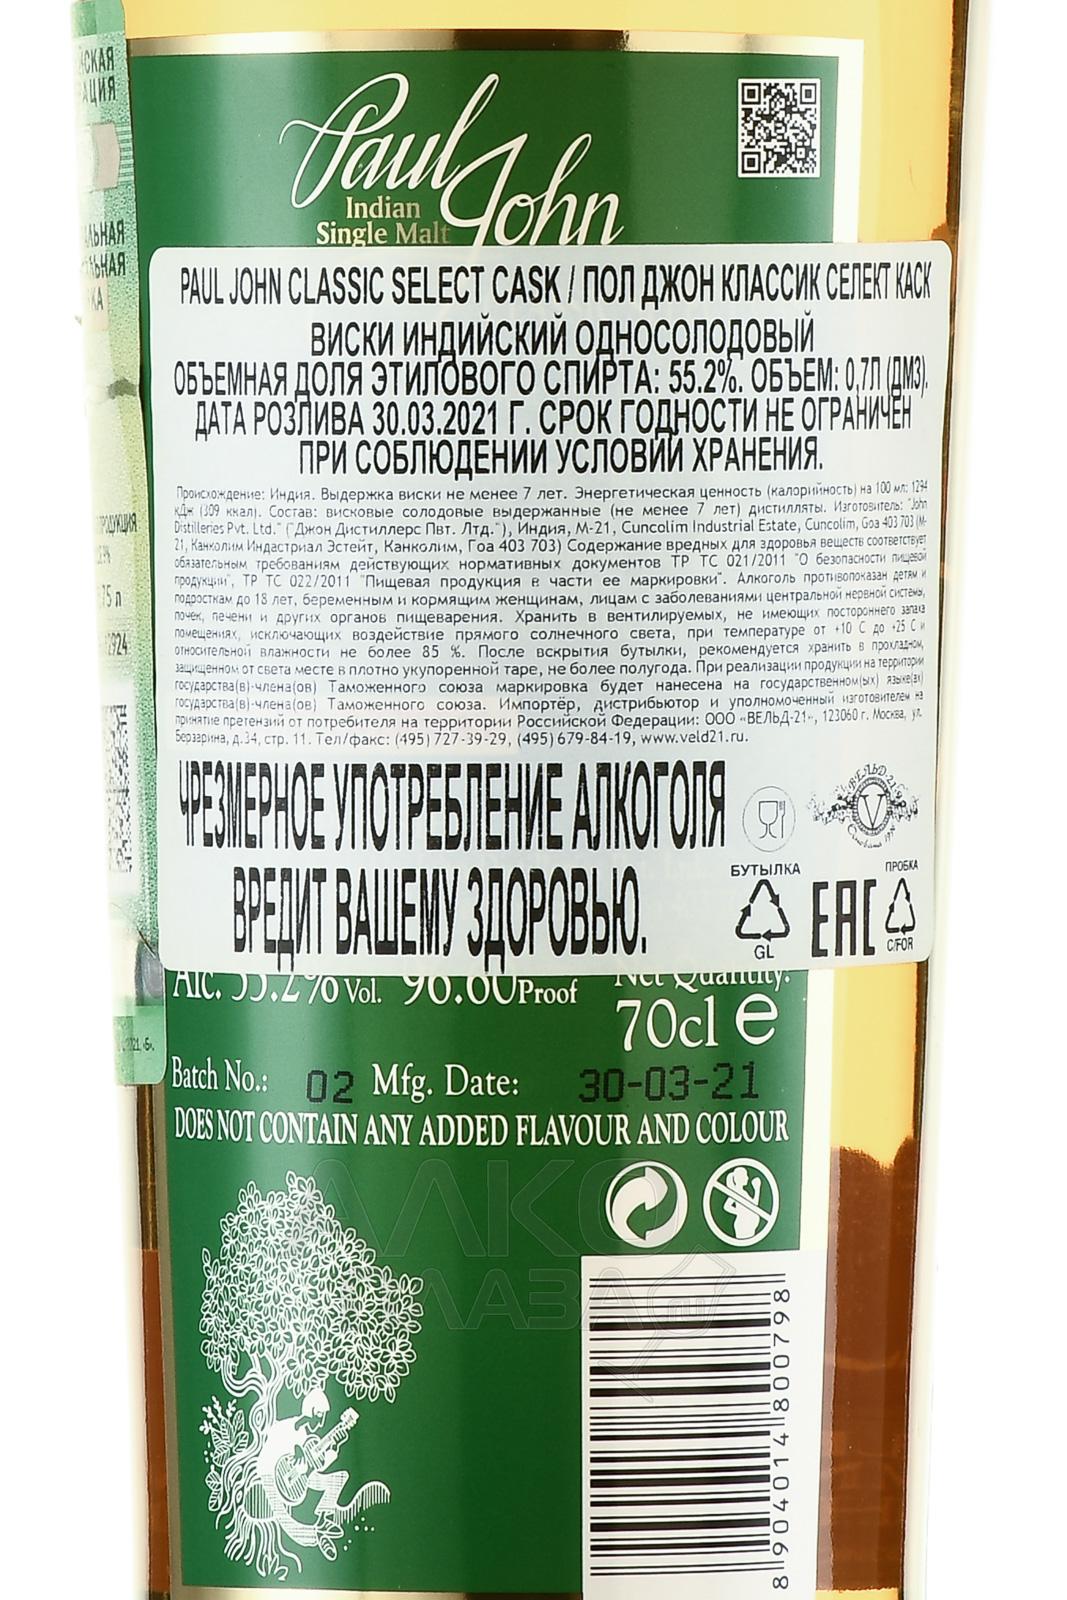 Paul John
Indian
Single Malt
PAUL JOHN CLASSIC SELECT CASK / ПОЛ ДЖОН КЛАССИК СЕЛЕКТ КАСК
ВИСКИ ИНДИЙСКИЙ ОДНОСОЛОДОВЫЙ
ОБЪЕМНАЯ ДОЛЯ ЭТИЛОВОГО СПИРТА: 55.2%. ОБЪЕМ: 0,7Л (ДМ3).
ДАТА РОЗЛИВА 30.03.2021 Г. СРОК ГОДНОСТИ НЕ ОГРАНИЧЕН
ПРИ СОБЛЮДЕНИИ УСЛОВИЙ ХРАНЕНИЯ.
Происхождение: Индия. Выдержка виски не менее 7 лет. Энергетическая ценность (калорийность) на 100 мл: 1294
кДж (309 ккал). Состав: висковые солодовые выдержанные (не менее 7 лет) дистилляты. Изготовитель: "John
Distilleries Pvt. Ltd." ("Джон Дистиллерс Пвт. Лтд."), Индия, M-21, Cuncolim Industrial Estate, Cuncolim, Goa 403 703 (М-
21, Канколим Индастриал Эстейт, Канколим, Гоа 403 703) Содержание вредных для здоровья веществ соответствует
обязательным требованиям действующих нормативных документов ТР ТС 021/2011 "О безопасности пищевой
продукции", ТР ТС 022/2011 "Пищевая продукция в части ее маркировки". Алкоголь противопоказан детям и
подросткам до 18 лет, беременным и кормящим женщинам, лицам с заболеваниями центральной нервной системы,
почек, печени и других органов пищеварения. Хранить в вентилируемых, не имеющих постороннего запаха
помещениях, исключающих воздействие прямого солнечного света, при температуре от +10 С до +25 С и
относительной влажности не более 85 %. После вскрытия бутылки, рекомендуется хранить в прохладном,
защищенном от света месте в плотно укупоренной таре, не более полугода. При реализации продукции на территории
государства(в)-члена(ов) Таможенного союза маркировка будет нанесена на государственном(ых) языке(ах)
государства(в)-члена(ов) Таможенного союза. Импортёр, дистрибьютор и уполномоченный изготовителем на
принятие претензий от потребителя на территории Российской Федерации: ООО «ВЕЛЬД-21», 123060 г. Москва, ул.
Берзарина, д.34, стр. 11. Тел/факс: (495) 727-39-29, (495) 679-84-19, www.veld21.ru.
ЧРЕЗМЕРНОЕ УПОТРЕБЛЕНИЕ АЛКОГОЛЯ
ВРЕДИТ ВАШЕМУ ЗДОРОВЬЮ.
ВЕЛЬД-21
V
БУТЫЛКА
GL
EAC
ПРОБКА
C/FOR
Alc. 55.2% Vol. 96.60 Proof
Net Quantity:
70cl e
Batch No.: 02 Mfg. Date: 30-03-21
DOES NOT CONTAIN ANY ADDED FLAVOUR AND COLOUR
АЛКО
ПЛАЗА
.ru
8904014800798